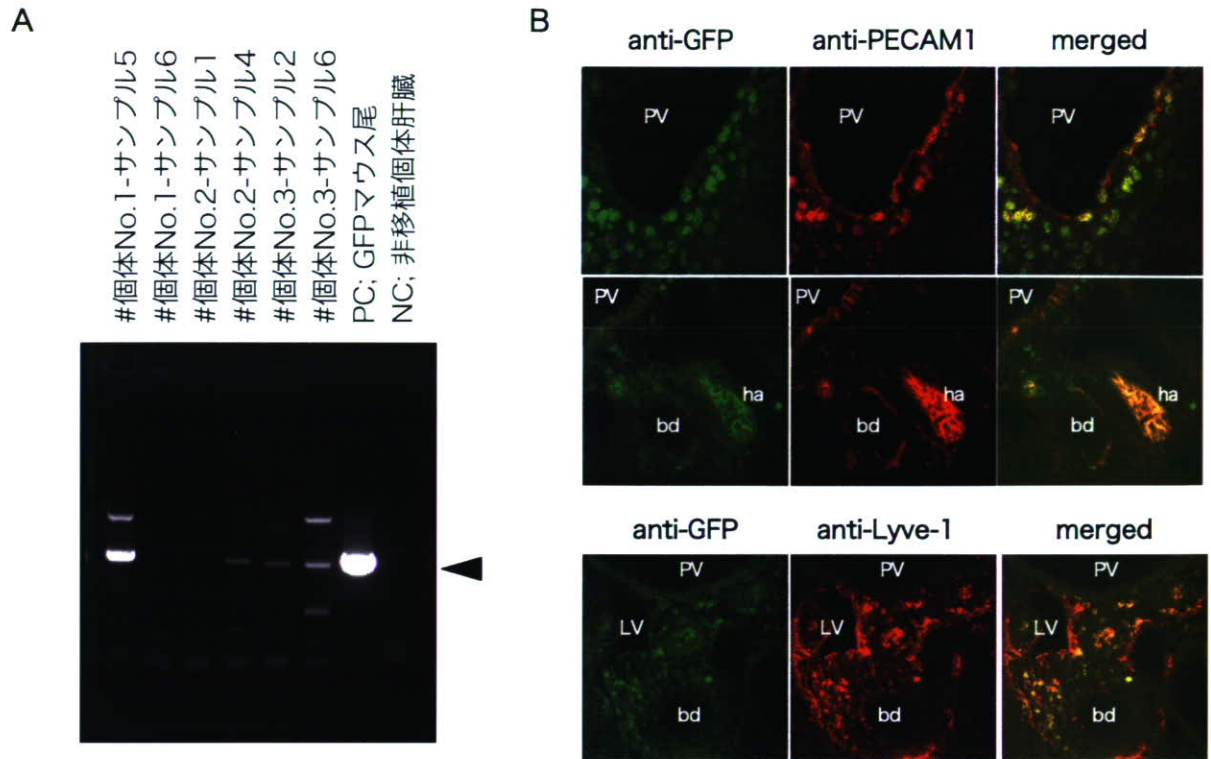 A
#個体No.1-サンプル5
#個体No.1-サンプル6
#個体No.2-サンプル1
#個体No.2-サンプル4
#個体No.3-サンプル2
#個体No.3-サンプル6
PC; GFPマウス尾
NC; 非移植個体肝臓
B
anti-GFP anti-PECAM1 merged
PV PV PV
PV PV PV
ha ha ha
bd bd bd
anti-GFP anti-Lyve-1 merged
PV PV PV
LV LV LV
bd bd bd